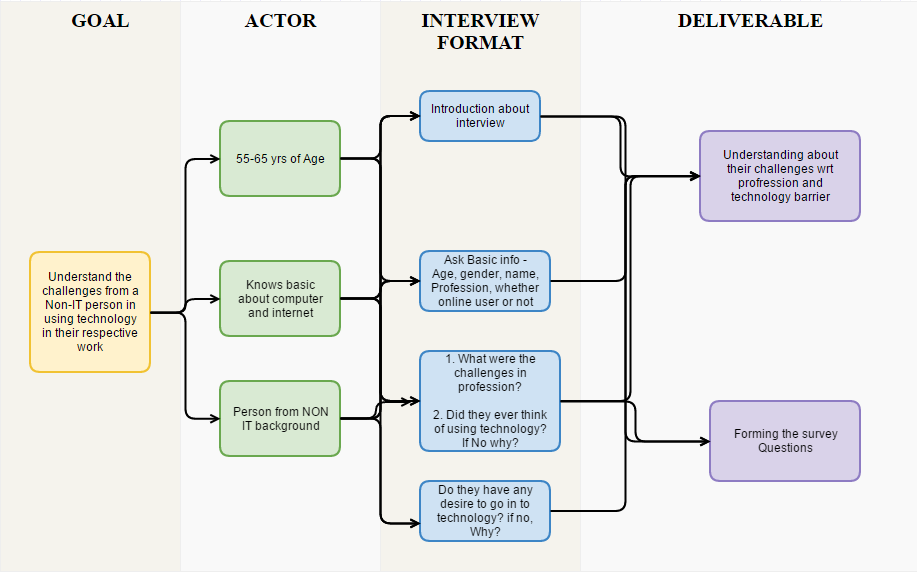 GOAL
ACTOR
INTERVIEW
FORMAT
DELIVERABLE
Understand the
challenges from a
Non-IT person in
using technology
in their respective
work
55-65 yrs of Age
Knows basic
about computer
and internet
Person from NON
IT background
Introduction about
interview
Ask Basic info -
Age, gender, name,
Profession, whether
online user or not
1. What were the
challenges in
profession?
2. Did they ever think
of using technology?
If No why?
Do they have any
desire to go in to
technology? if no,
Why?
Understanding about
their challenges wrt
profression and
technology barrier
Forming the survey
Questions